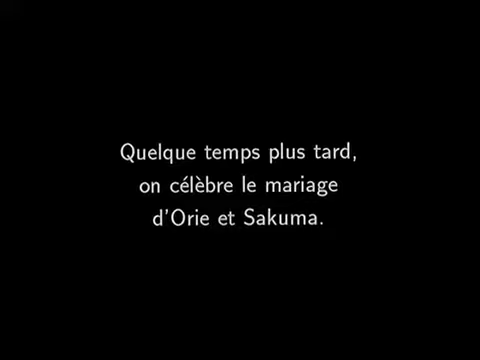 Quelque temps plus tard,
on célèbre le mariage
d'Orie et Sakuma.